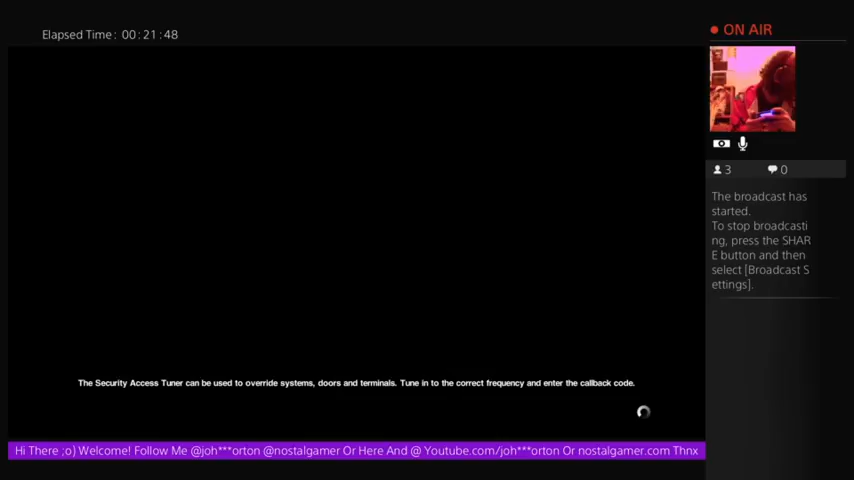 Elapsed Time: 00:21:48
ON AIR
3 0
The broadcast has
started.
To stop broadcasti
ng, press the SHAR
E button and then
select [Broadcast S
ettings].
The Security Access Tuner can be used to override systems, doors and terminals. Tune in to the correct frequency and enter the callback code.
Hi There ;o) Welcome! Follow Me @joh***orton @nostalgamer Or Here And @ Youtube.com/joh***orton Or nostalgamer.com Thnx